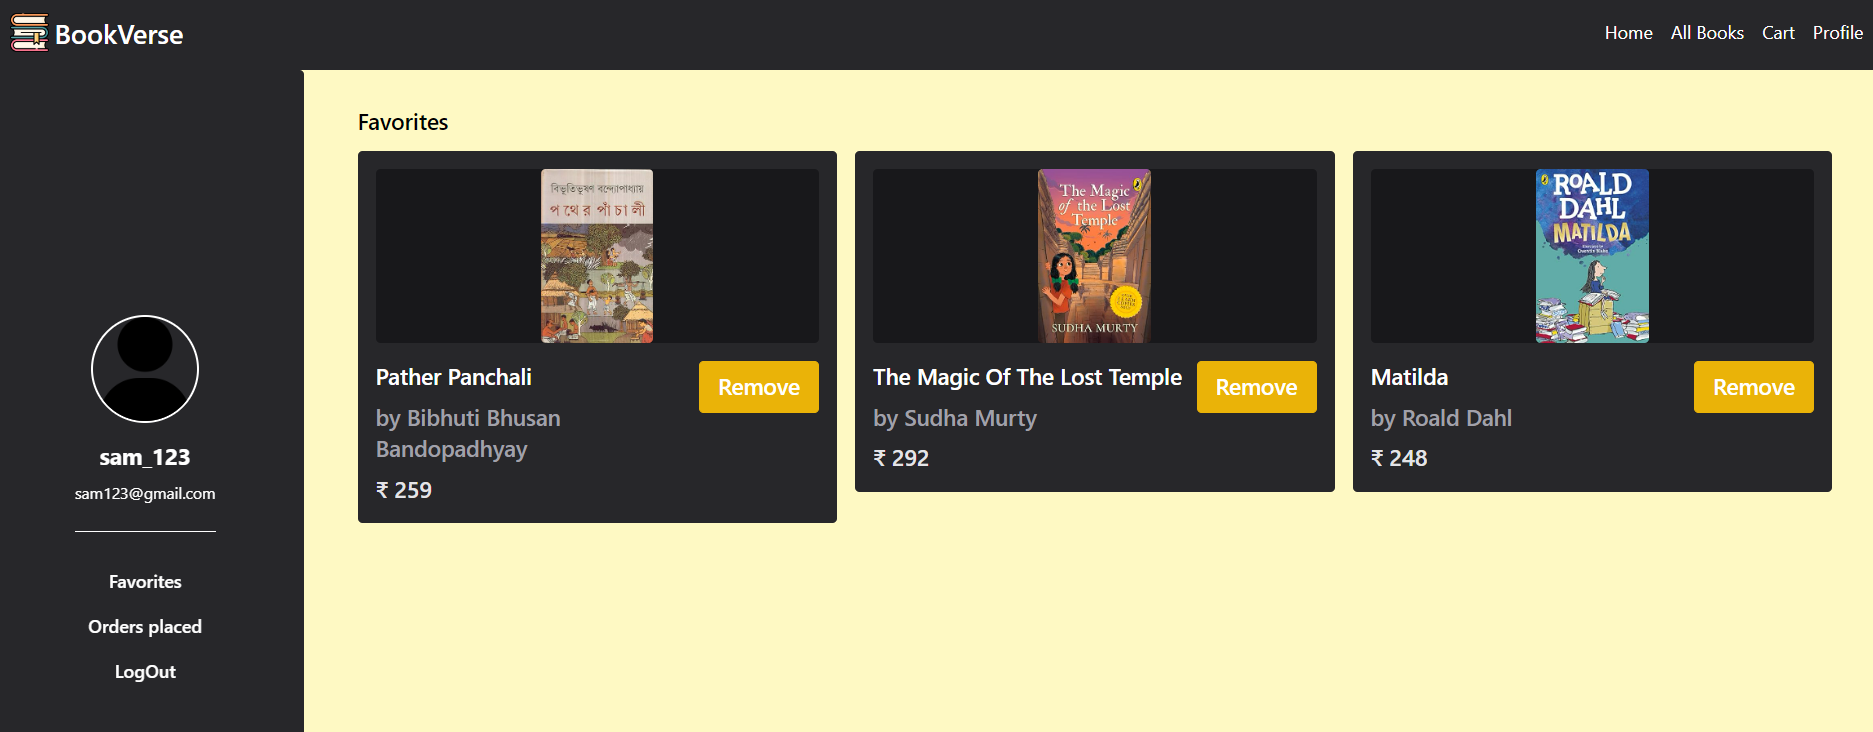 BookVerse
Home All Books Cart Profile
sam_123
sam123@gmail.com
Favorites
Orders placed
LogOut
Favorites
বিভূতিভূষণ বন্দ্যোপাধ্যায়
পথের পাঁচালী
Pather Panchali
by Bibhuti Bhusan
Bandopadhyay
₹ 259
Remove
The Magic
of the Lost
Temple
SUDHA MURTY
The Magic Of The Lost Temple
by Sudha Murty
₹ 292
Remove
ROALD
DAHL
MATILDA
Matilda
by Roald Dahl
₹ 248
Remove